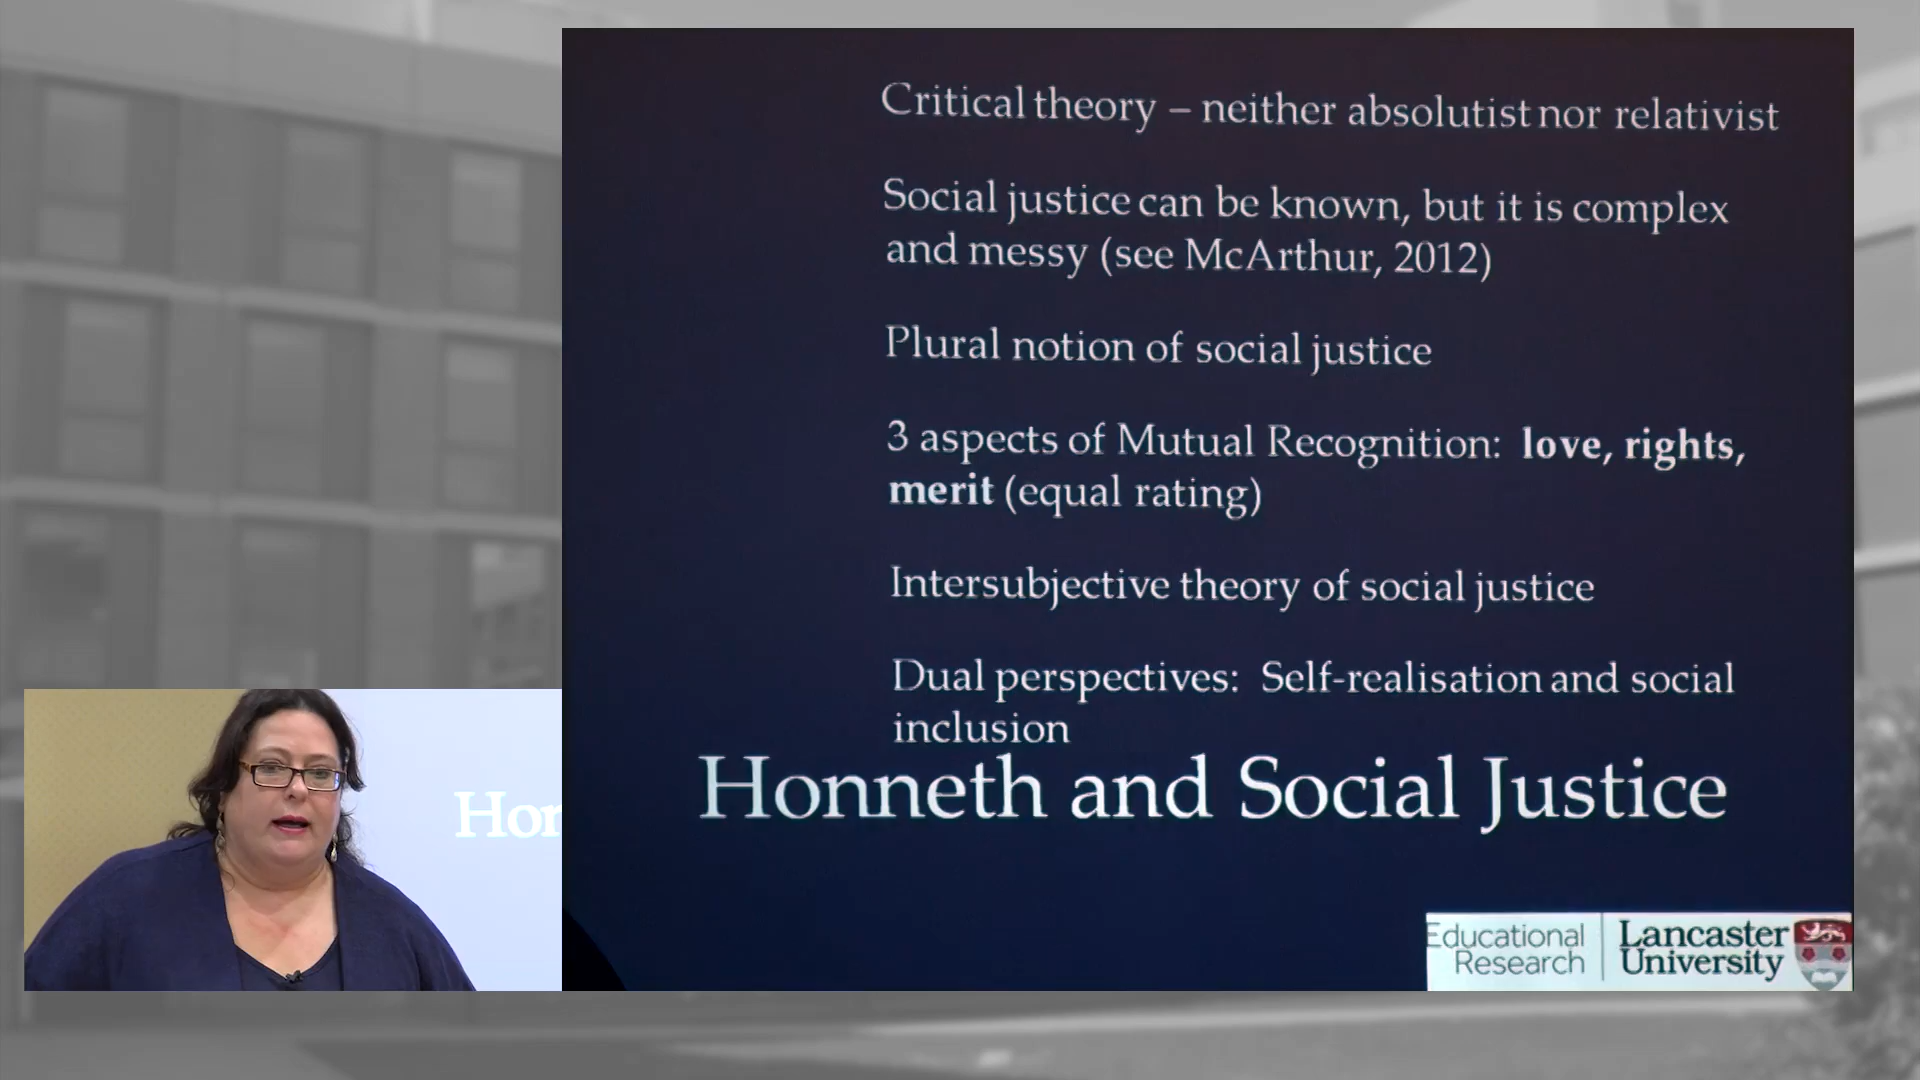 Critical theory – neither absolutist nor relativist
Social justice can be known, but it is complex
and messy (see McArthur, 2012)
Plural notion of social justice
3 aspects of Mutual Recognition:  love, rights,
merit (equal rating)
Intersubjective theory of social justice
Dual perspectives:  Self-realisation and social
inclusion
Honneth and Social Justice
Hon
Educational
Research
Lancaster
University